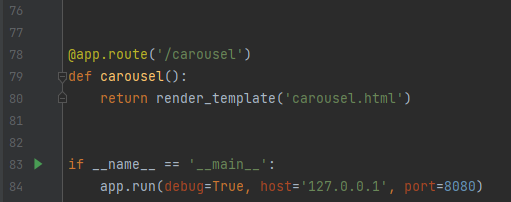 76
77
78 @app.route('/carousel')
79 def carousel():
80     return render_template('carousel.html')
81
82
83 if __name__ == '__main__':
84     app.run(debug=True, host='127.0.0.1', port=8080)